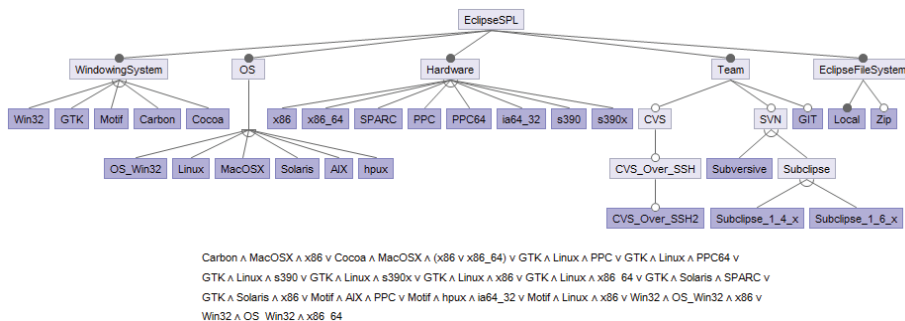 EclipseSPL
WindowingSystem OS Hardware Team EclipseFileSystem
Win32 GTK Motif Carbon Cocoa x86 x86_64 SPARC PPC PPC64 ia64_32 s390 s390x CVS SVN GIT Local Zip
OS_Win32 Linux MacOSX Solaris AIX hpux CVS_Over_SSH Subversive Subclipse
CVS_Over_SSH2 Subclipse_1_4_x Subclipse_1_6_x
Carbon ∧ MacOSX ∧ x86 ∨ Cocoa ∧ MacOSX ∧ (x86 ∨ x86_64) ∨ GTK ∧ Linux ∧ PPC ∨ GTK ∧ Linux ∧ PPC64 ∨
GTK ∧ Linux ∧ s390 ∨ GTK ∧ Linux ∧ s390x ∨ GTK ∧ Linux ∧ x86 ∨ GTK ∧ Linux ∧ x86_64 ∨ GTK ∧ Solaris ∧ SPARC ∨
GTK ∧ Solaris ∧ x86 ∨ Motif ∧ AIX ∧ PPC ∨ Motif ∧ hpux ∧ ia64_32 ∨ Motif ∧ Linux ∧ x86 ∨ Win32 ∧ OS_Win32 ∧ x86 ∨
Win32 ∧ OS_Win32 ∧ x86_64